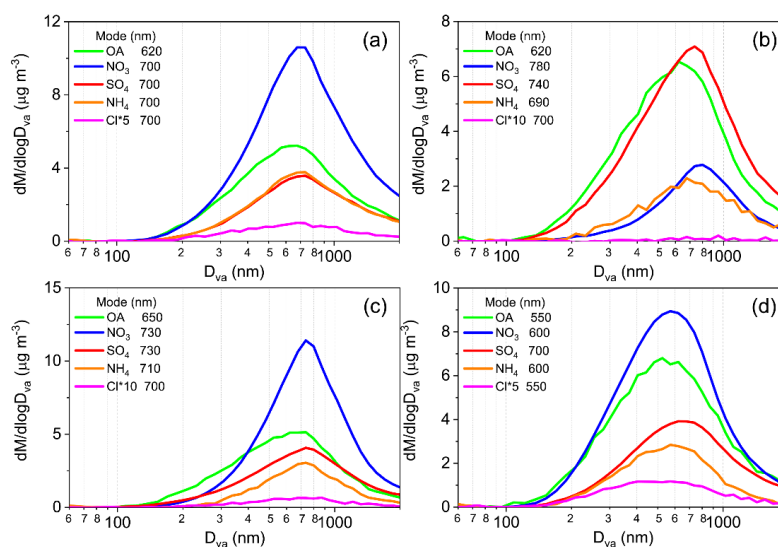 (a)
Mode (nm)
OA 620
NO₃ 700
SO₄ 700
NH₄ 700
Cl*5 700
dM/dlogDva (µg m⁻³)
12
8
4
0
6 7 8 100 2 3 4 5 6 7 8 1000
Dva (nm)
(b)
Mode (nm)
OA 620
NO₃ 780
SO₄ 740
NH₄ 690
Cl*10 700
dM/dlogDva (µg m⁻³)
8
6
4
2
0
6 7 8 100 2 3 4 5 6 7 8 1000
Dva (nm)
(c)
Mode (nm)
OA 650
NO₃ 730
SO₄ 730
NH₄ 710
Cl*10 700
dM/dlogDva (µg m⁻³)
15
10
5
0
6 7 8 100 2 3 4 5 6 7 8 1000
Dva (nm)
(d)
Mode (nm)
OA 550
NO₃ 600
SO₄ 700
NH₄ 600
Cl*5 550
dM/dlogDva (µg m⁻³)
10
8
6
4
2
0
6 7 8 100 2 3 4 5 6 7 8 1000
Dva (nm)